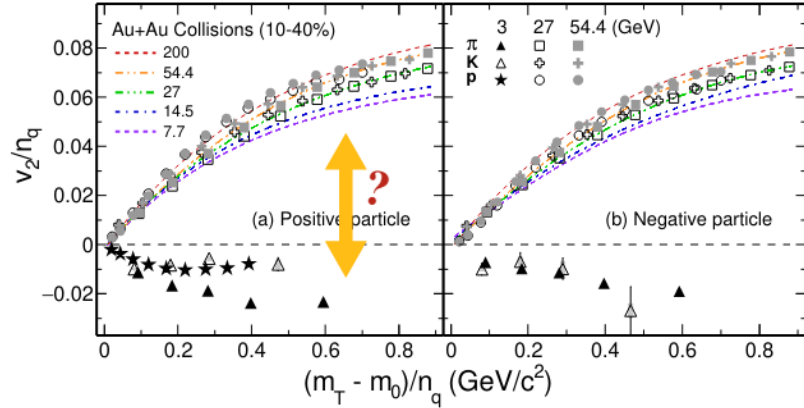 Au+Au Collisions (10-40%)
200
54.4
27
14.5
7.7
3 27 54.4 (GeV)
π
K
p
0.08
0.06
0.04
0.02
0
−0.02
v2/nq
?
(a) Positive particle
(b) Negative particle
0 0.2 0.4 0.6 0.8 0 0.2 0.4 0.6 0.8
(mT - m0)/nq (GeV/c²)